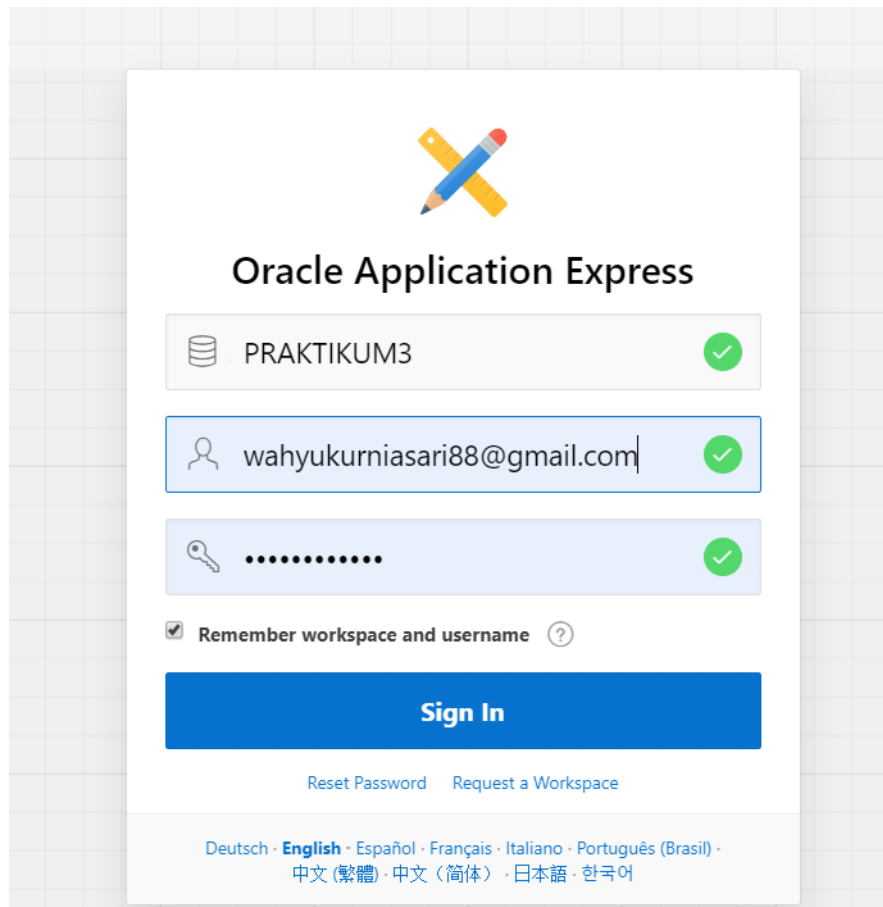 Oracle Application Express
PRAKTIKUM3
wahyukurniasari88@gmail.com
••••••••••••
Remember workspace and username ?
Sign In
Reset Password Request a Workspace
Deutsch · English · Español · Français · Italiano · Português (Brasil) ·
中文 (繁體) · 中文（简体） · 日本語 · 한국어